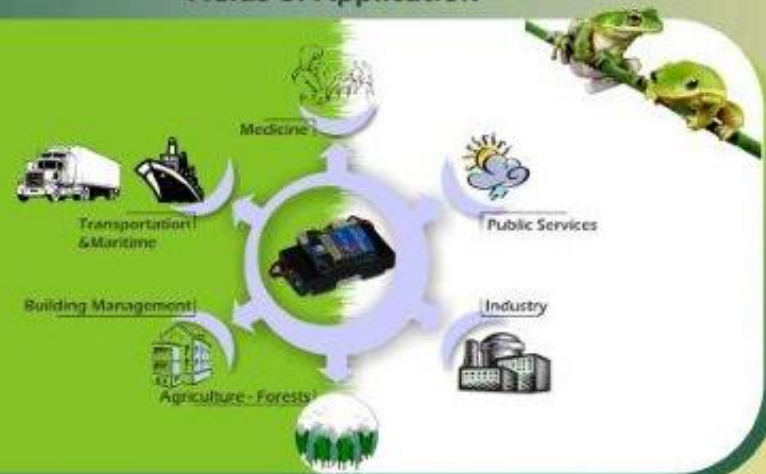 Medicine
Transportation
&Maritime
Public Services
Building Management
Industry
Agriculture - Forests